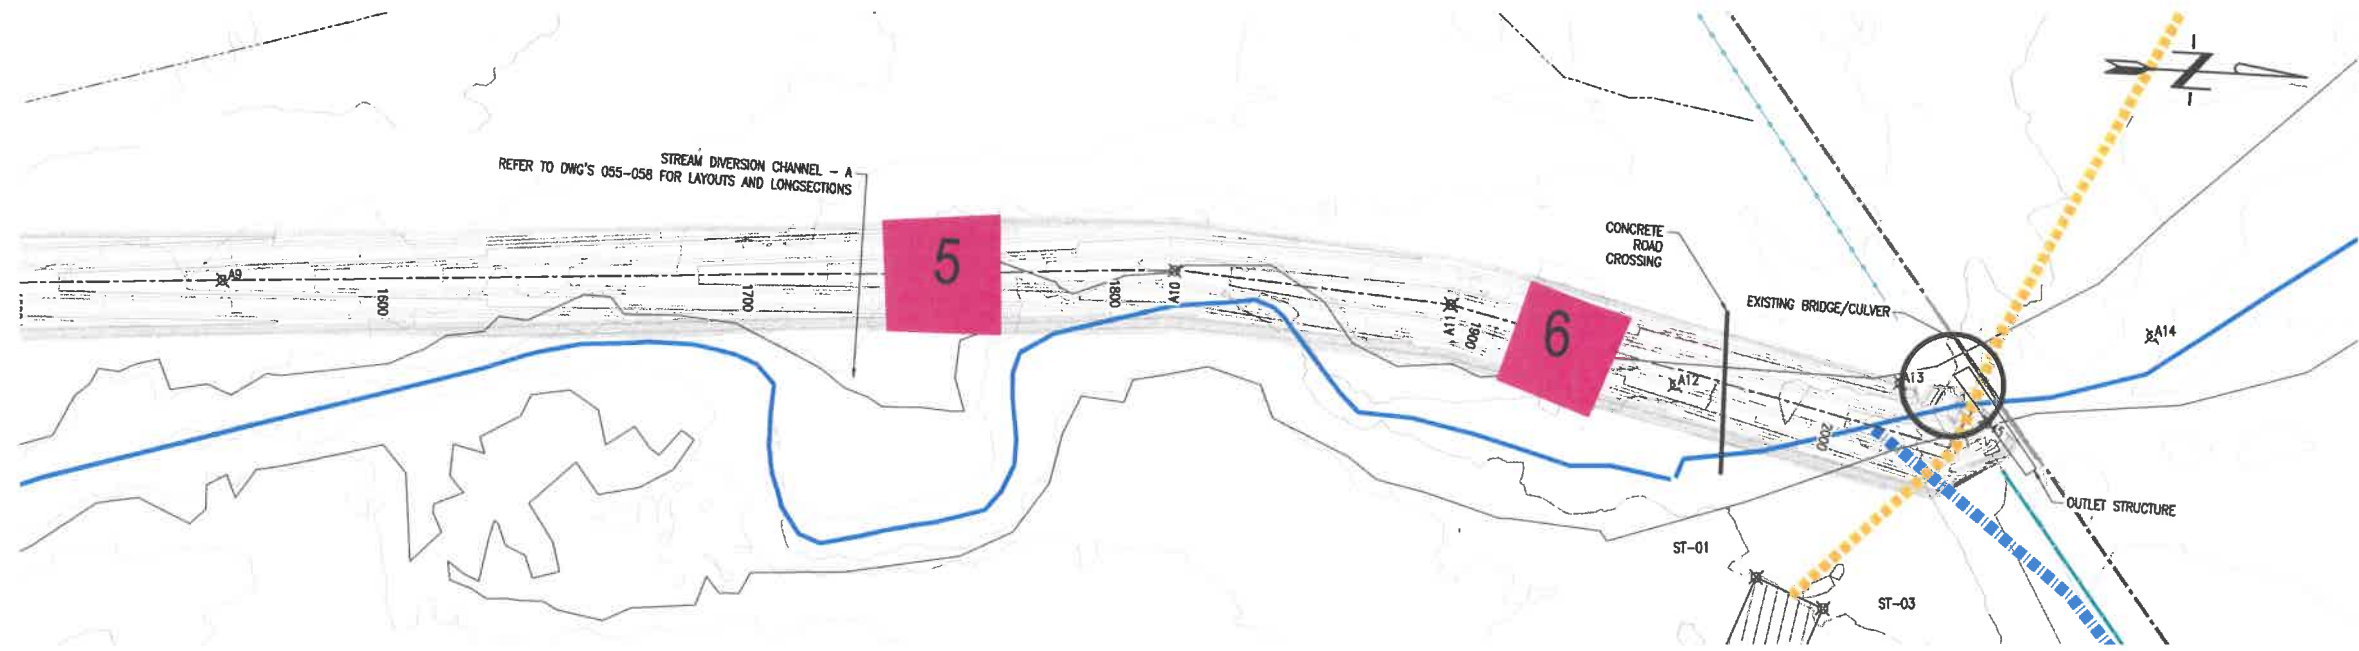 STREAM DIVERSION CHANNEL - A
REFER TO DWG'S 055-058 FOR LAYOUTS AND LONGSECTIONS
5
6
CONCRETE
ROAD
CROSSING
EXISTING BRIDGE/CULVER
A9
1600
1700
1800
A10
A11
1900
A12
A13
2000
A14
OUTLET STRUCTURE
ST-01
ST-03
Z